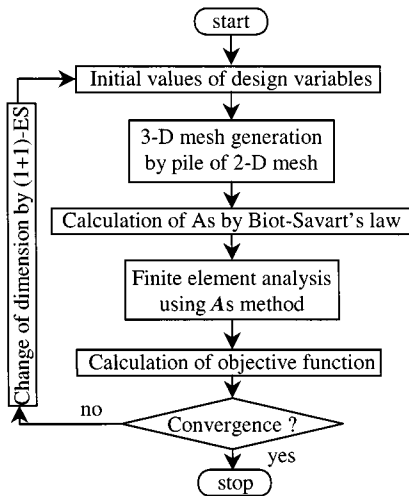 start
Initial values of design variables
3-D mesh generation
by pile of 2-D mesh
Calculation of As by Biot-Savart's law
Finite element analysis
using As method
Calculation of objective function
Convergence ?
no
yes
stop
Change of dimension by (1+1)-ES